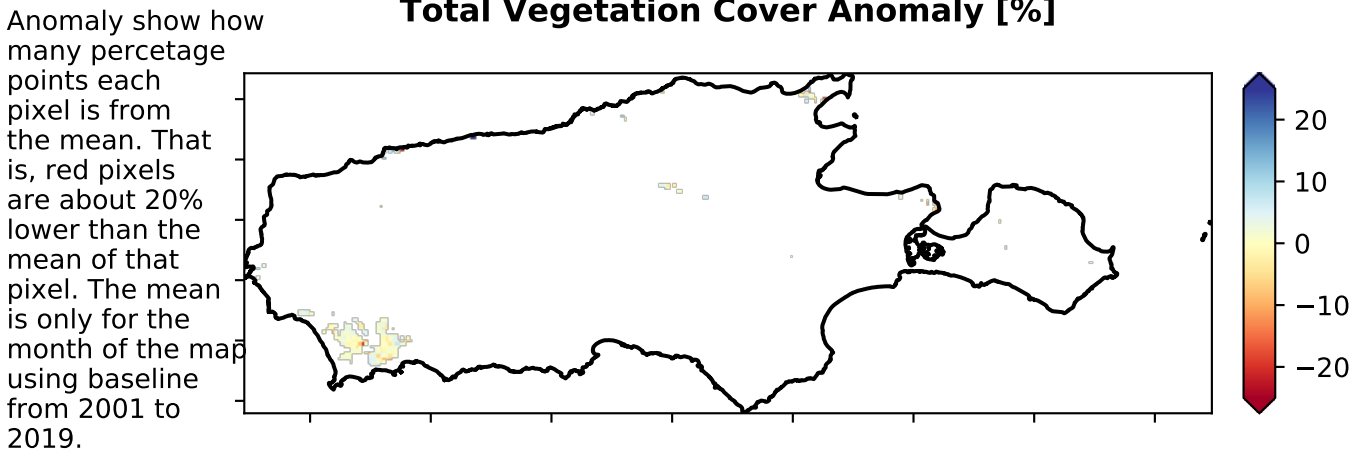 Total Vegetation Cover Anomaly [%]
Anomaly show how
many percetage
points each
pixel is from
the mean. That
is, red pixels
are about 20%
lower than the
mean of that
pixel. The mean
is only for the
month of the map
using baseline
from 2001 to
2019.
20
10
0
−10
−20